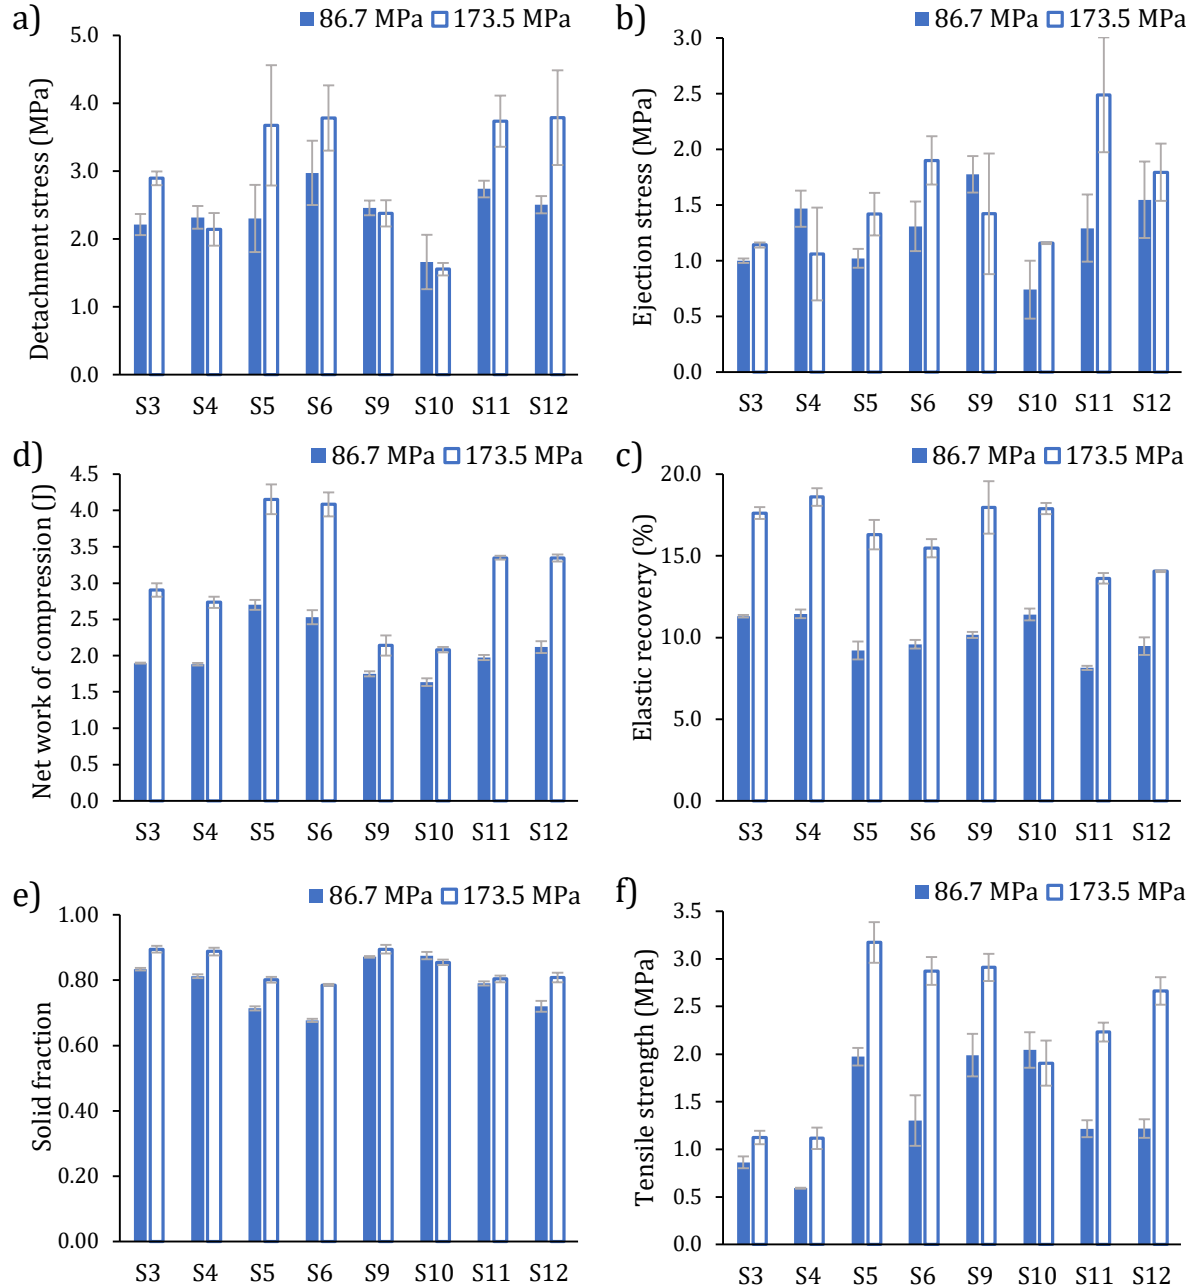 a)
86.7 MPa 173.5 MPa
Detachment stress (MPa)
5.0
4.0
3.0
2.0
1.0
0.0
S3 S4 S5 S6 S9 S10 S11 S12
b)
86.7 MPa 173.5 MPa
Ejection stress (MPa)
3.0
2.5
2.0
1.5
1.0
0.5
0.0
S3 S4 S5 S6 S9 S10 S11 S12
d)
86.7 MPa 173.5 MPa
Net work of compression (J)
4.5
4.0
3.5
3.0
2.5
2.0
1.5
1.0
0.5
0.0
S3 S4 S5 S6 S9 S10 S11 S12
c)
86.7 MPa 173.5 MPa
Elastic recovery (%)
20.0
15.0
10.0
5.0
0.0
S3 S4 S5 S6 S9 S10 S11 S12
e)
86.7 MPa 173.5 MPa
Solid fraction
1.00
0.80
0.60
0.40
0.20
0.00
S3 S4 S5 S6 S9 S10 S11 S12
f)
86.7 MPa 173.5 MPa
Tensile strength (MPa)
3.5
3.0
2.5
2.0
1.5
1.0
0.5
0.0
S3 S4 S5 S6 S9 S10 S11 S12